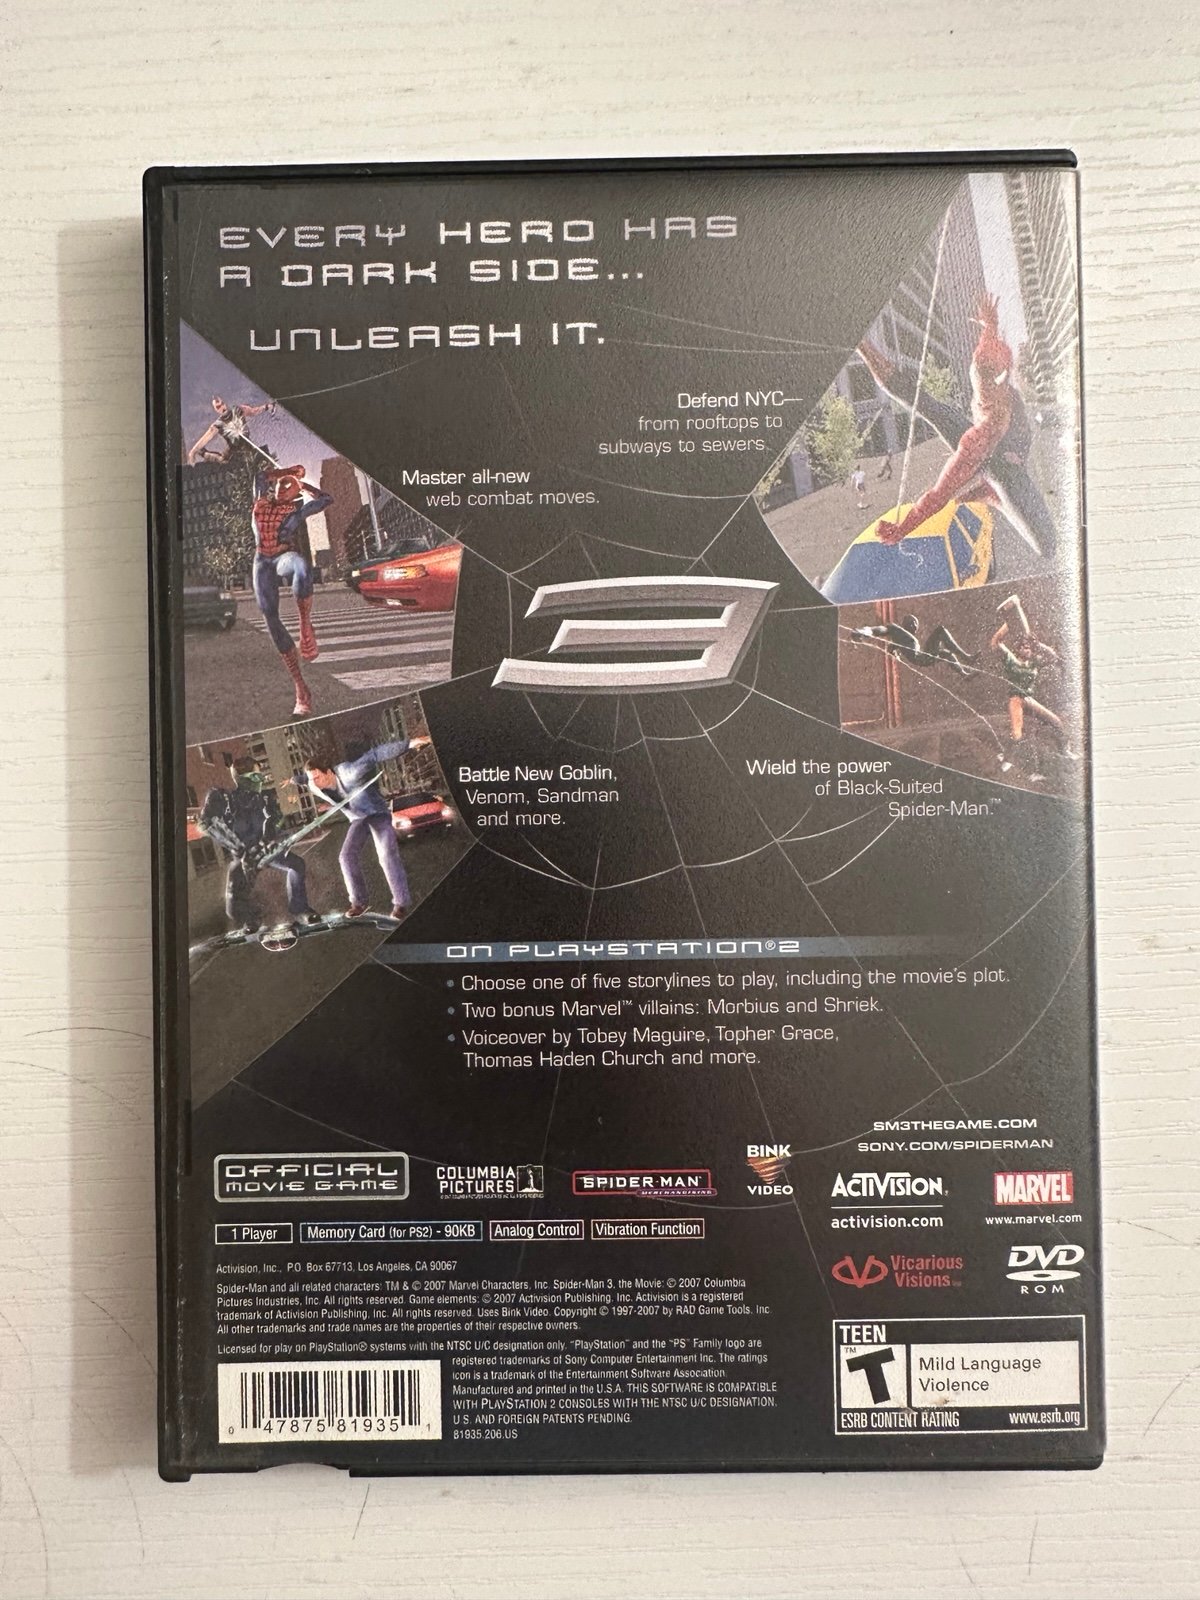 EVERY HERO HAS
A DARK SIDE...
UNLEASH IT.
Defend NYC—
from rooftops to
subways to sewers.
Master all-new
web combat moves.
3
Battle New Goblin,
Venom, Sandman
and more.
Wield the power
of Black-Suited
Spider-Man.™
ON PLAYSTATION®2
• Choose one of five storylines to play, including the movie's plot.
• Two bonus Marvel™ villains: Morbius and Shriek.
• Voiceover by Tobey Maguire, Topher Grace,
Thomas Haden Church and more.
SM3THEGAME.COM
SONY.COM/SPIDERMAN
OFFICIAL
MOVIE GAME
COLUMBIA
PICTURES
SPIDER-MAN™
MERCHANDISING
BINK
VIDEO
ACTIVISION®
activision.com
MARVEL
www.marvel.com
1 Player
Memory Card (for PS2) - 90KB
Analog Control
Vibration Function
Vicarious
Visions™
DVD
ROM
Activision, Inc., P.O. Box 67713, Los Angeles, CA 90067
Spider-Man and all related characters: TM & © 2007 Marvel Characters, Inc. Spider-Man 3, the Movie: © 2007 Columbia
Pictures Industries, Inc. All rights reserved. Game elements: © 2007 Activision Publishing, Inc. Activision is a registered
trademark of Activision Publishing, Inc. All rights reserved. Uses Bink Video. Copyright © 1997-2007 by RAD Game Tools, Inc.
All other trademarks and trade names are the properties of their respective owners.
Licensed for play on PlayStation® systems with the NTSC U/C designation only. "PlayStation" and the "PS" Family logo are
registered trademarks of Sony Computer Entertainment Inc. The ratings
icon is a trademark of the Entertainment Software Association.
Manufactured and printed in the U.S.A. THIS SOFTWARE IS COMPATIBLE
WITH PLAYSTATION 2 CONSOLES WITH THE NTSC U/C DESIGNATION.
U.S. AND FOREIGN PATENTS PENDING.
81935.206.US
0 47875 81935 1
TEEN
™
T
Mild Language
Violence
ESRB CONTENT RATING
www.esrb.org